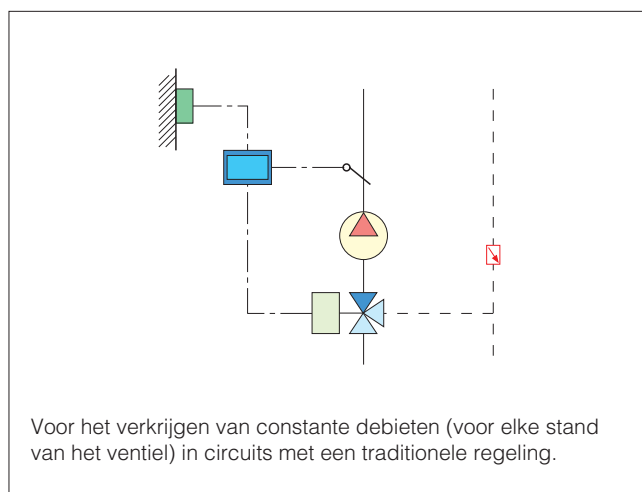 Voor het verkrijgen van constante debieten (voor elke stand
van het ventiel) in circuits met een traditionele regeling.